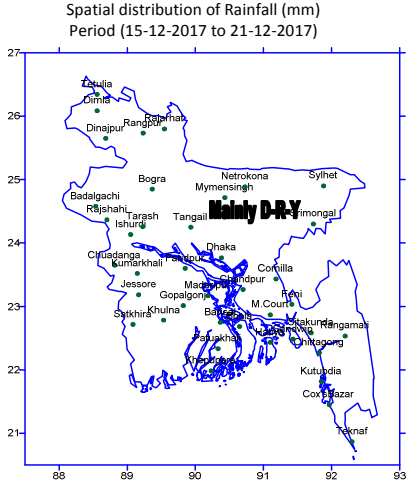 Spatial distribution of Rainfall (mm)
Period (15-12-2017 to 21-12-2017)
27
Tetulia
Dimla
26
Rajarhat
Rangpur
Dinajpur
25
Sylhet
Netrokona
Bogra
Mymensingh
Badalgachi
Mainly D-R-Y
Rajshahi
Srimongal
Tarash
Tangail
Ishurdi
24
Dhaka
Chuadanga
Faridpur
Kumarkhali
Comilla
Chandpur
Jessore
Madaripur
Gopalgonj
Feni
23
M.Court
Khulna
Barisal
Satkhira
Sitakunda
Rangamati
Hatiya
Patuakhali
Chittagong
Khepupara
22
Kutubdia
Cox'sBazar
Teknaf
21
88
89
90
91
92
93